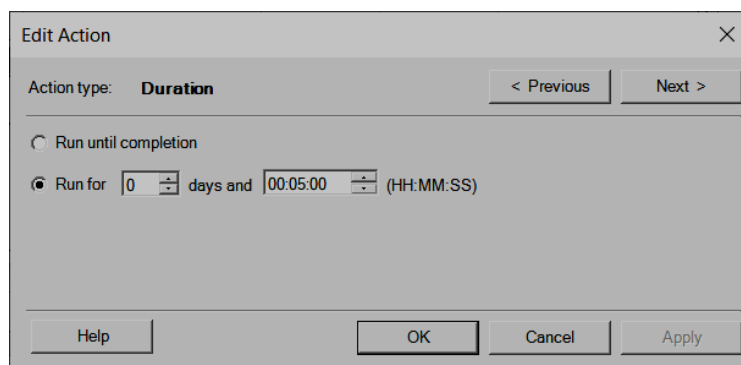 Edit Action
Action type: Duration < Previous Next >
Run until completion
Run for 0 days and 00:05:00 (HH:MM:SS)
Help OK Cancel Apply